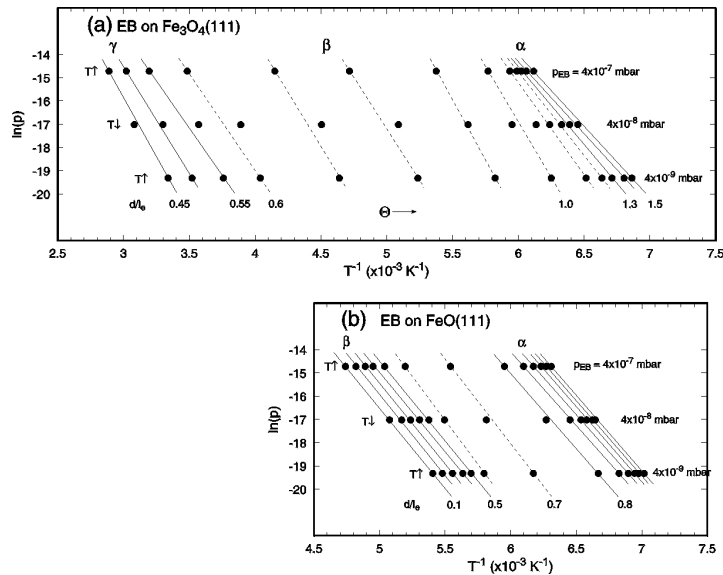 (a) EB on Fe₃O₄(111)
γ β α
-14
-15 T↑ p_EB = 4x10⁻⁷ mbar
-16
-17 T↓ 4x10⁻⁸ mbar
-18
-19 T↑ 4x10⁻⁹ mbar
-20
ln(p)
d/l_e 0.45 0.55 0.6 Θ → 1.0 1.3 1.5
2.5 3 3.5 4 4.5 5 5.5 6 6.5 7 7.5
T⁻¹ (x10⁻³ K⁻¹)
(b) EB on FeO(111)
β α
-14
-15 T↑ p_EB = 4x10⁻⁷ mbar
-16
-17 T↓ 4x10⁻⁸ mbar
-18
-19 T↑ 4x10⁻⁹ mbar
-20
ln(p)
d/l_e 0.1 0.5 0.7 0.8
4.5 5 5.5 6 6.5 7 7.5
T⁻¹ (x10⁻³ K⁻¹)